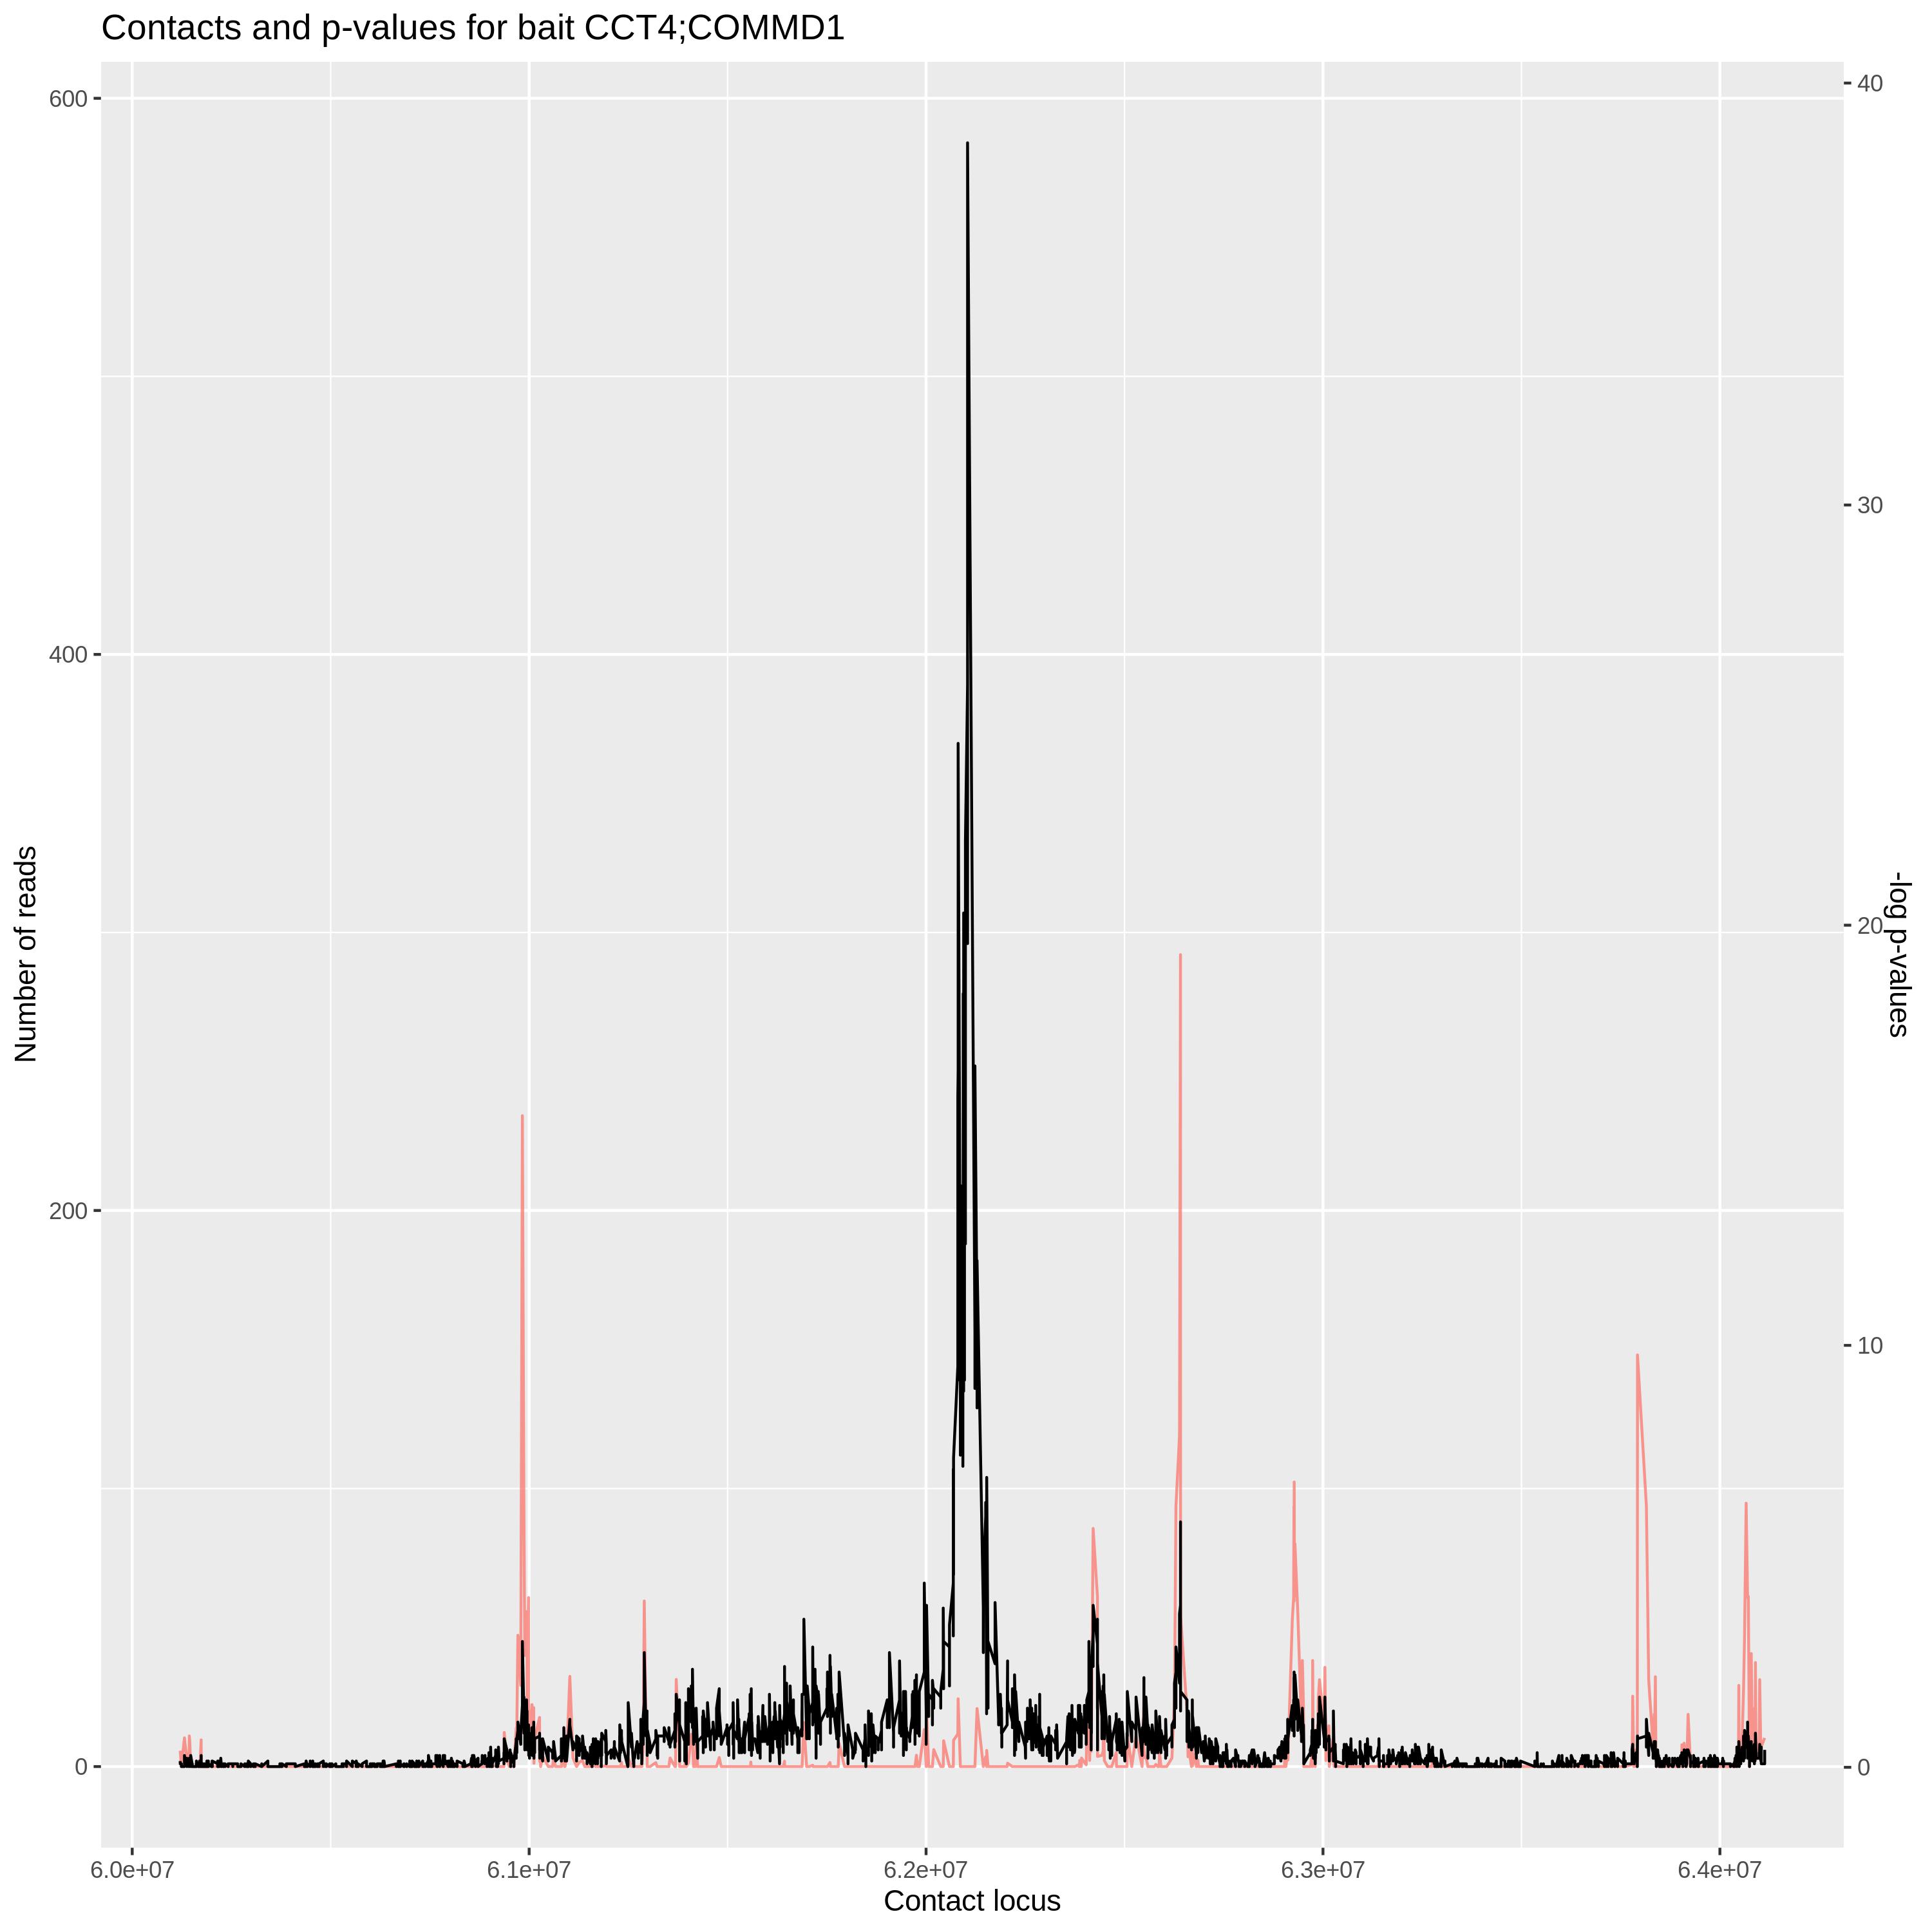 Contacts and p-values for bait CCT4;COMMD1
600
400
200
0
Number of reads
40
30
20
10
0
-log p-values
6.0e+07
6.1e+07
6.2e+07
6.3e+07
6.4e+07
Contact locus